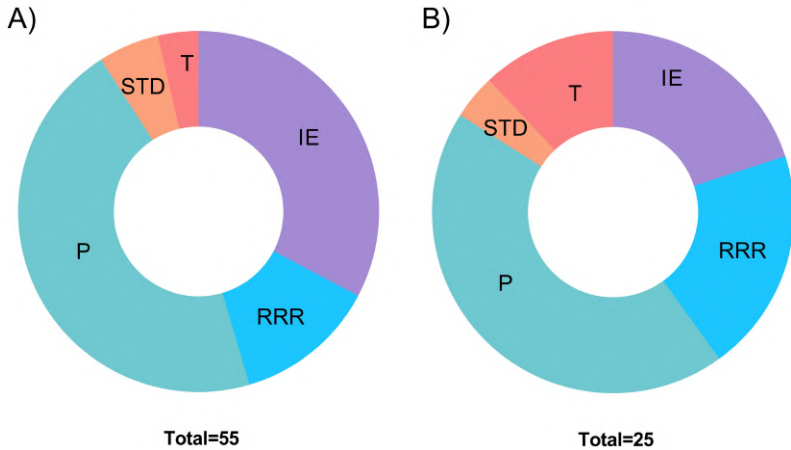 A)
T
STD
IE
P
RRR
Total=55
B)
T
IE
STD
RRR
P
Total=25